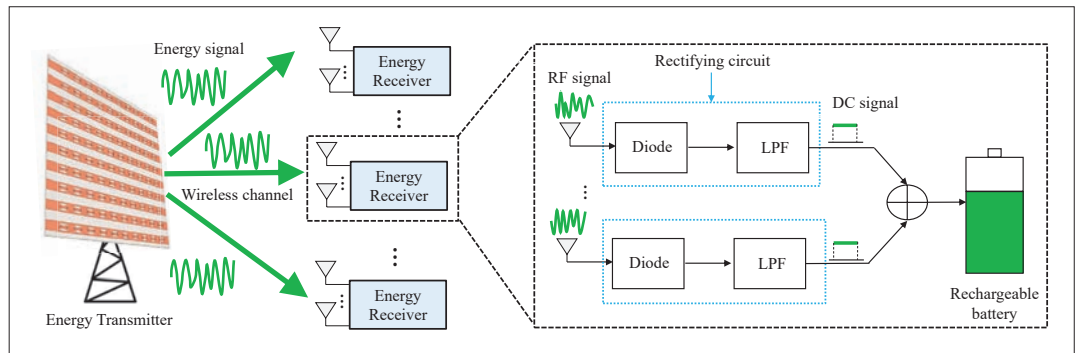 Energy signal
Wireless channel
Energy Transmitter
Energy
Receiver
Energy
Receiver
Energy
Receiver
Rectifying circuit
RF signal
DC signal
Diode
LPF
Diode
LPF
Rechargeable
battery